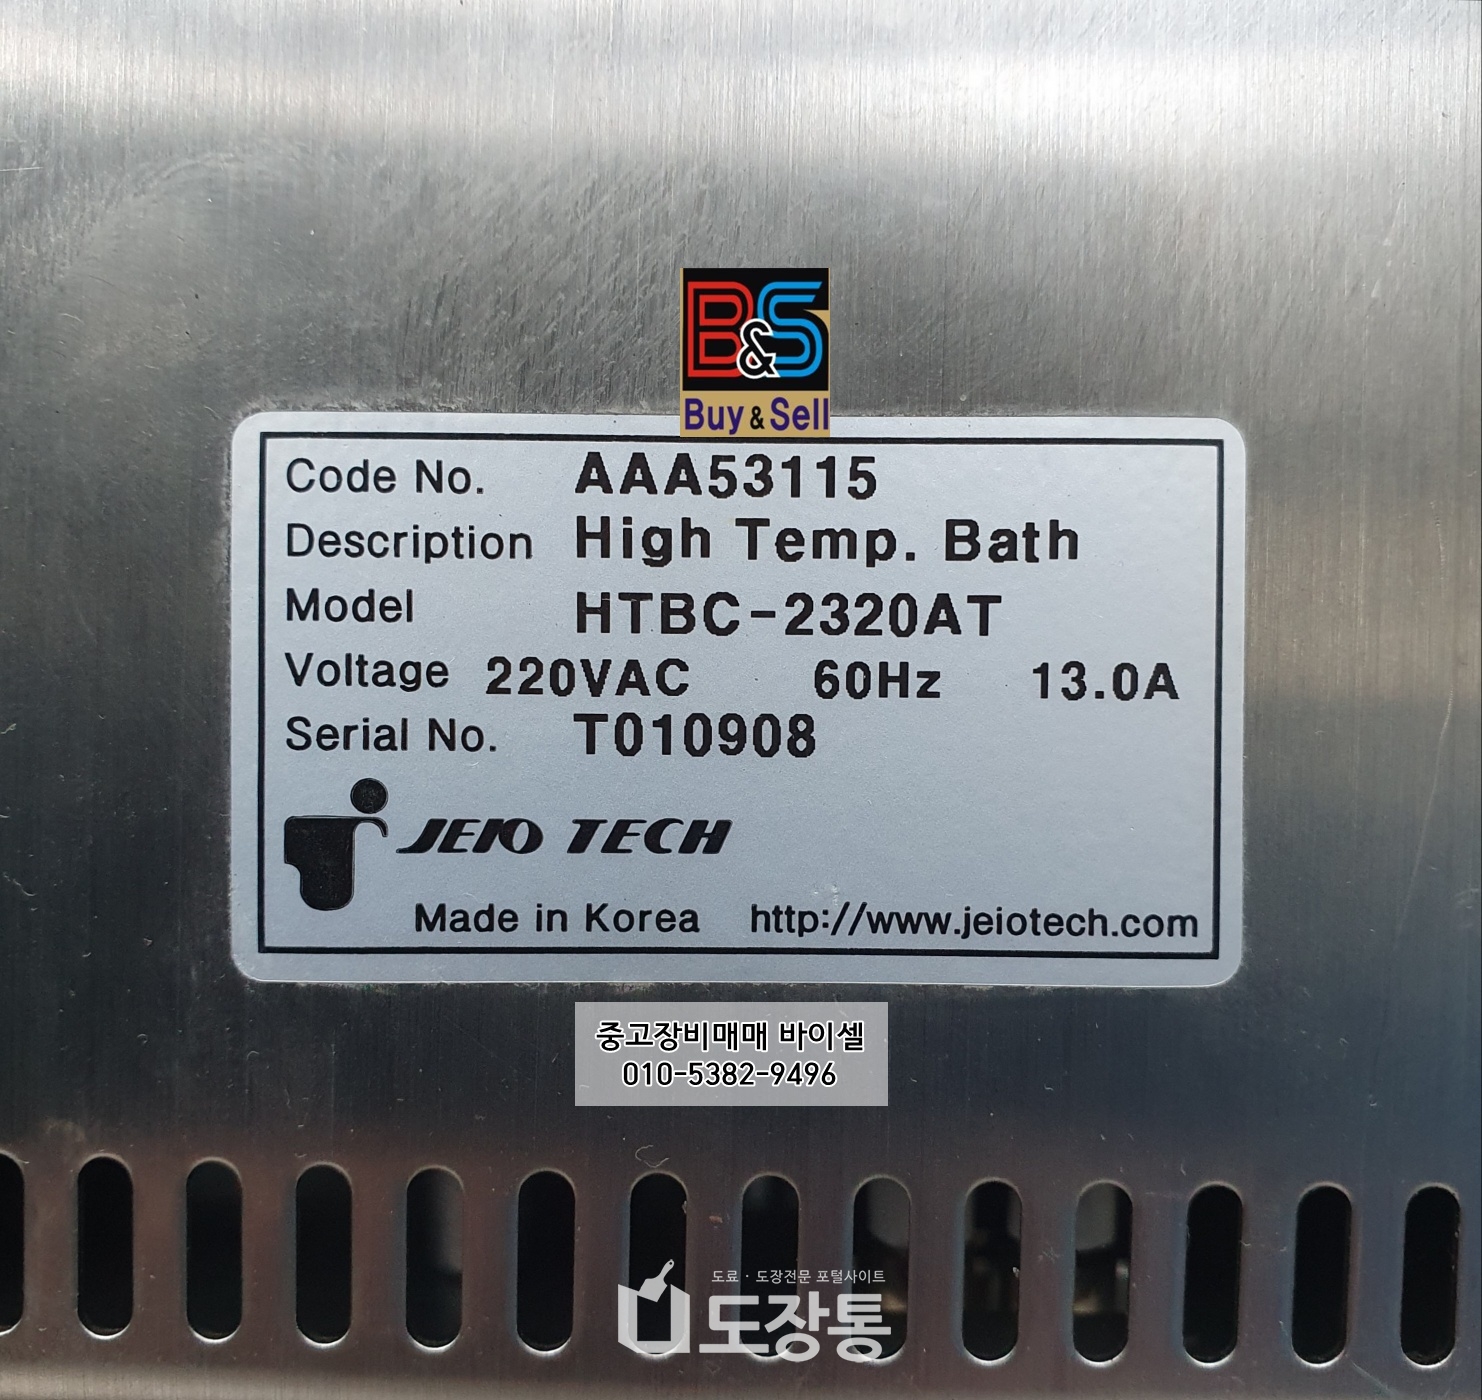 B&S
Buy & Sell
Code No. AAA53115
Description High Temp. Bath
Model HTBC-2320AT
Voltage 220VAC 60Hz 13.0A
Serial No. T010908
JEIO TECH
Made in Korea http://www.jeiotech.com
중고장비매매 바이셀
010-5382-9496
도료 · 도장전문 포털사이트
도장통